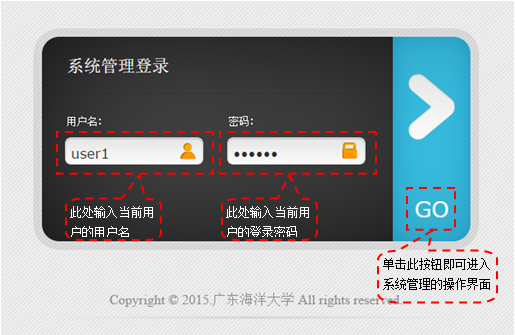 系统管理登录
用户名:
密码:
user1
••••••
此处输入当前用
户的用户名
此处输入当前用
户的登录密码
GO
单击此按钮即可进入
系统管理的操作界面
Copyright © 2015.广东海洋大学 All rights reserved.